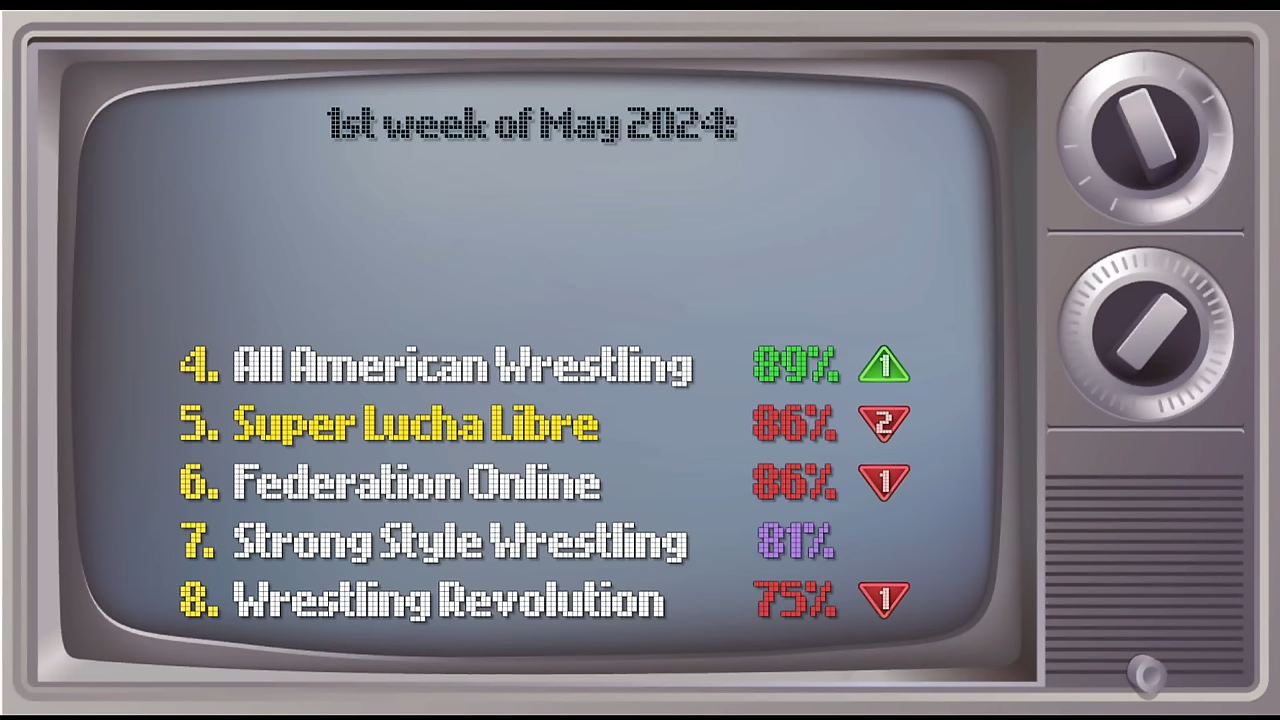 1st week of May 2024:
4. All American Wrestling 89% 1
5. Super Lucha Libre 86% 2
6. Federation Online 86% 1
7. Strong Style Wrestling 81%
8. Wrestling Revolution 75% 1